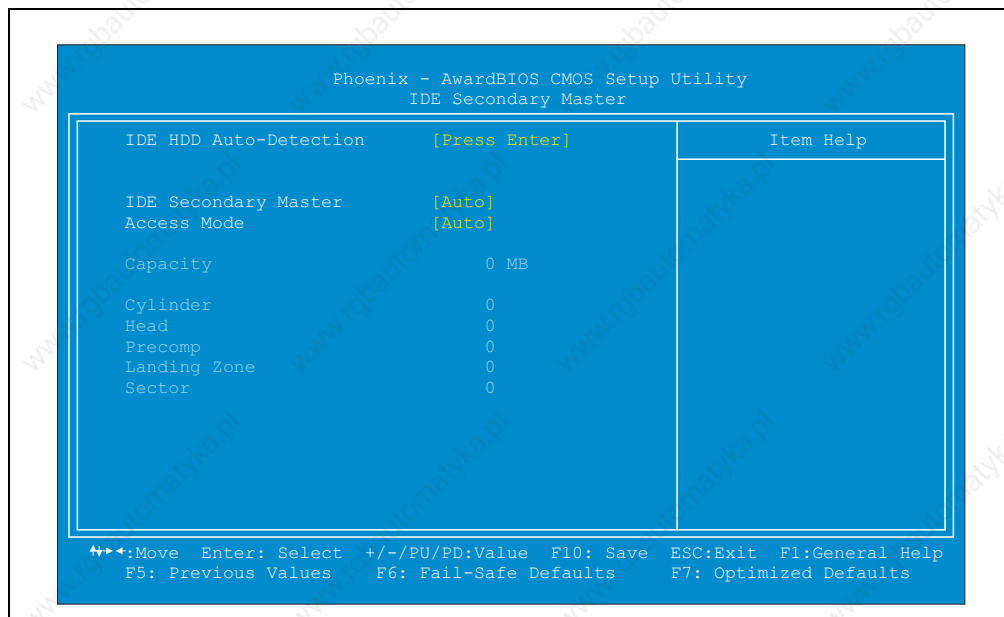 Phoenix - AwardBIOS CMOS Setup Utility
IDE Secondary Master
IDE HDD Auto-Detection [Press Enter] Item Help
IDE Secondary Master [Auto]
Access Mode [Auto]
Capacity 0 MB
Cylinder 0
Head 0
Precomp 0
Landing Zone 0
Sector 0
:Move Enter: Select +/-/PU/PD:Value F10: Save ESC:Exit F1:General Help
F5: Previous Values F6: Fail-Safe Defaults F7: Optimized Defaults
www.rgbautomatyka.pl